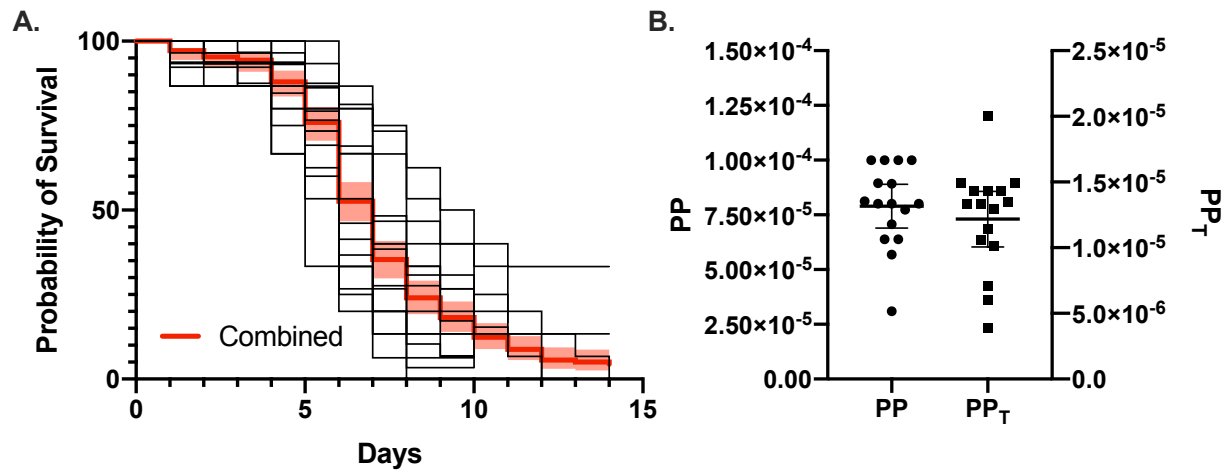 A.
Probability of Survival
100
50
0
Combined
0 5 10 15
Days
B.
PP
1.50×10⁻⁴
1.25×10⁻⁴
1.00×10⁻⁴
7.50×10⁻⁵
5.00×10⁻⁵
2.50×10⁻⁵
0.00
PP PP_T
2.5×10⁻⁵
2.0×10⁻⁵
1.5×10⁻⁵
1.0×10⁻⁵
5.0×10⁻⁶
0.0
PP_T